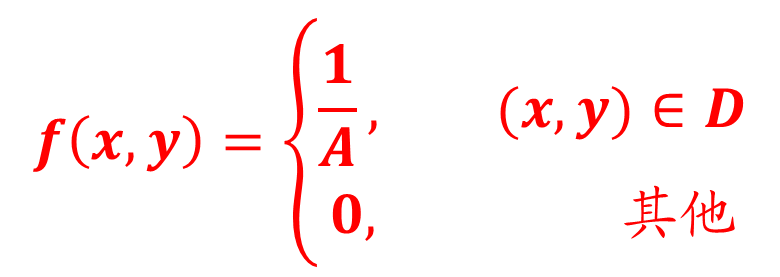 f(x, y) = { 1/A, (x, y) ∈ D
0, 其他